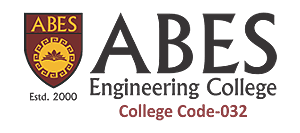 ABES
Estd. 2000
ABES
Engineering College
College Code-032